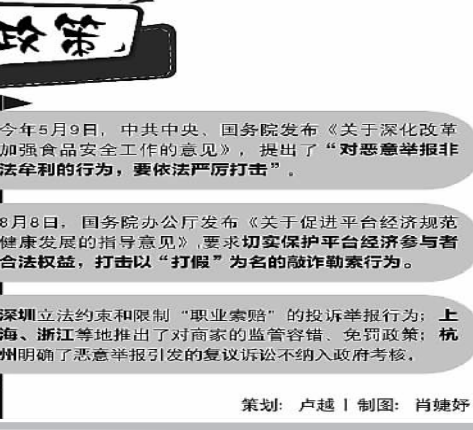 政策
今年5月9日，中共中央、国务院发布《关于深化改革
加强食品安全工作的意见》，提出了“对恶意举报非
法牟利的行为，要依法严厉打击”。
8月8日，国务院办公厅发布《关于促进平台经济规范
健康发展的指导意见》,要求切实保护平台经济参与者
合法权益，打击以“打假”为名的敲诈勒索行为。
深圳立法约束和限制“职业索赔”的投诉举报行为；上
海、浙江等地推出了对商家的监管容错、免罚政策；杭
州明确了恶意举报引发的复议诉讼不纳入政府考核。
策划：卢越 | 制图：肖婕妤